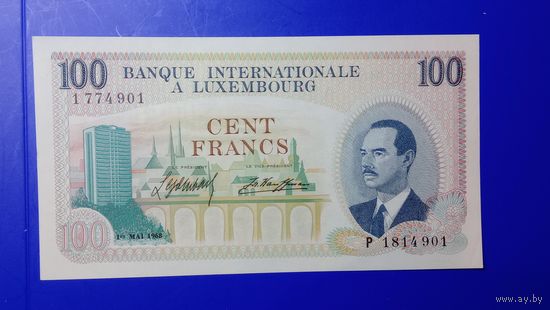 100 BANQUE INTERNATIONALE 100
A LUXEMBOURG
1774901
CENT
FRANCS
LE PRÉSIDENT LE VICE-PRÉSIDENT
100
1er MAI 1968
P 1814901
www.ay.by